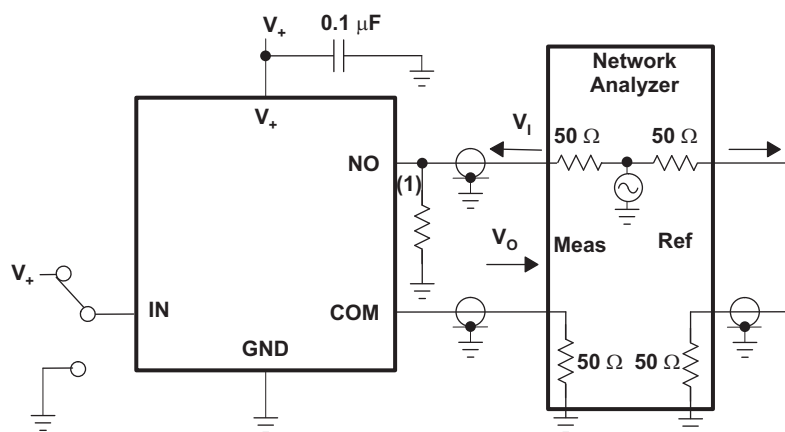 V+
0.1 μF
V+
Network
Analyzer
VI
50 Ω
50 Ω
NO
(1)
VO
Meas
Ref
V+
IN
COM
GND
50 Ω
50 Ω